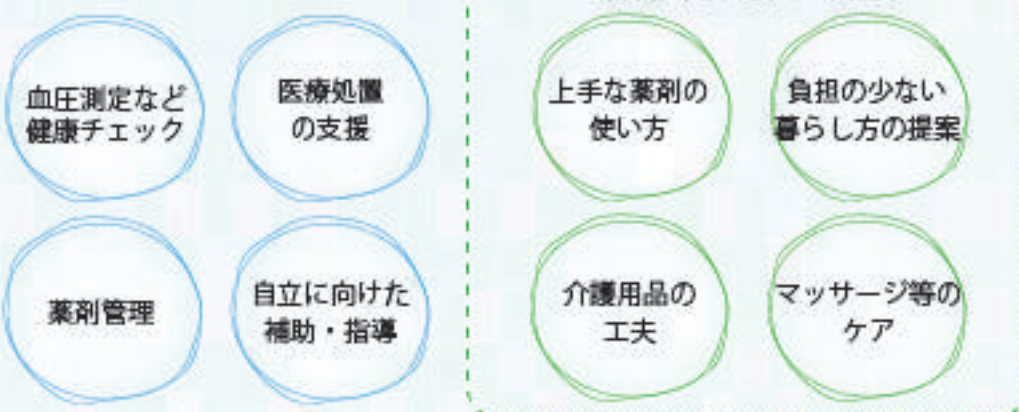 血圧測定など
健康チェック
医療処置
の支援
上手な薬剤の
使い方
負担の少ない
暮らし方の提案
薬剤管理
自立に向けた
補助・指導
介護用品の
工夫
マッサージ等の
ケア